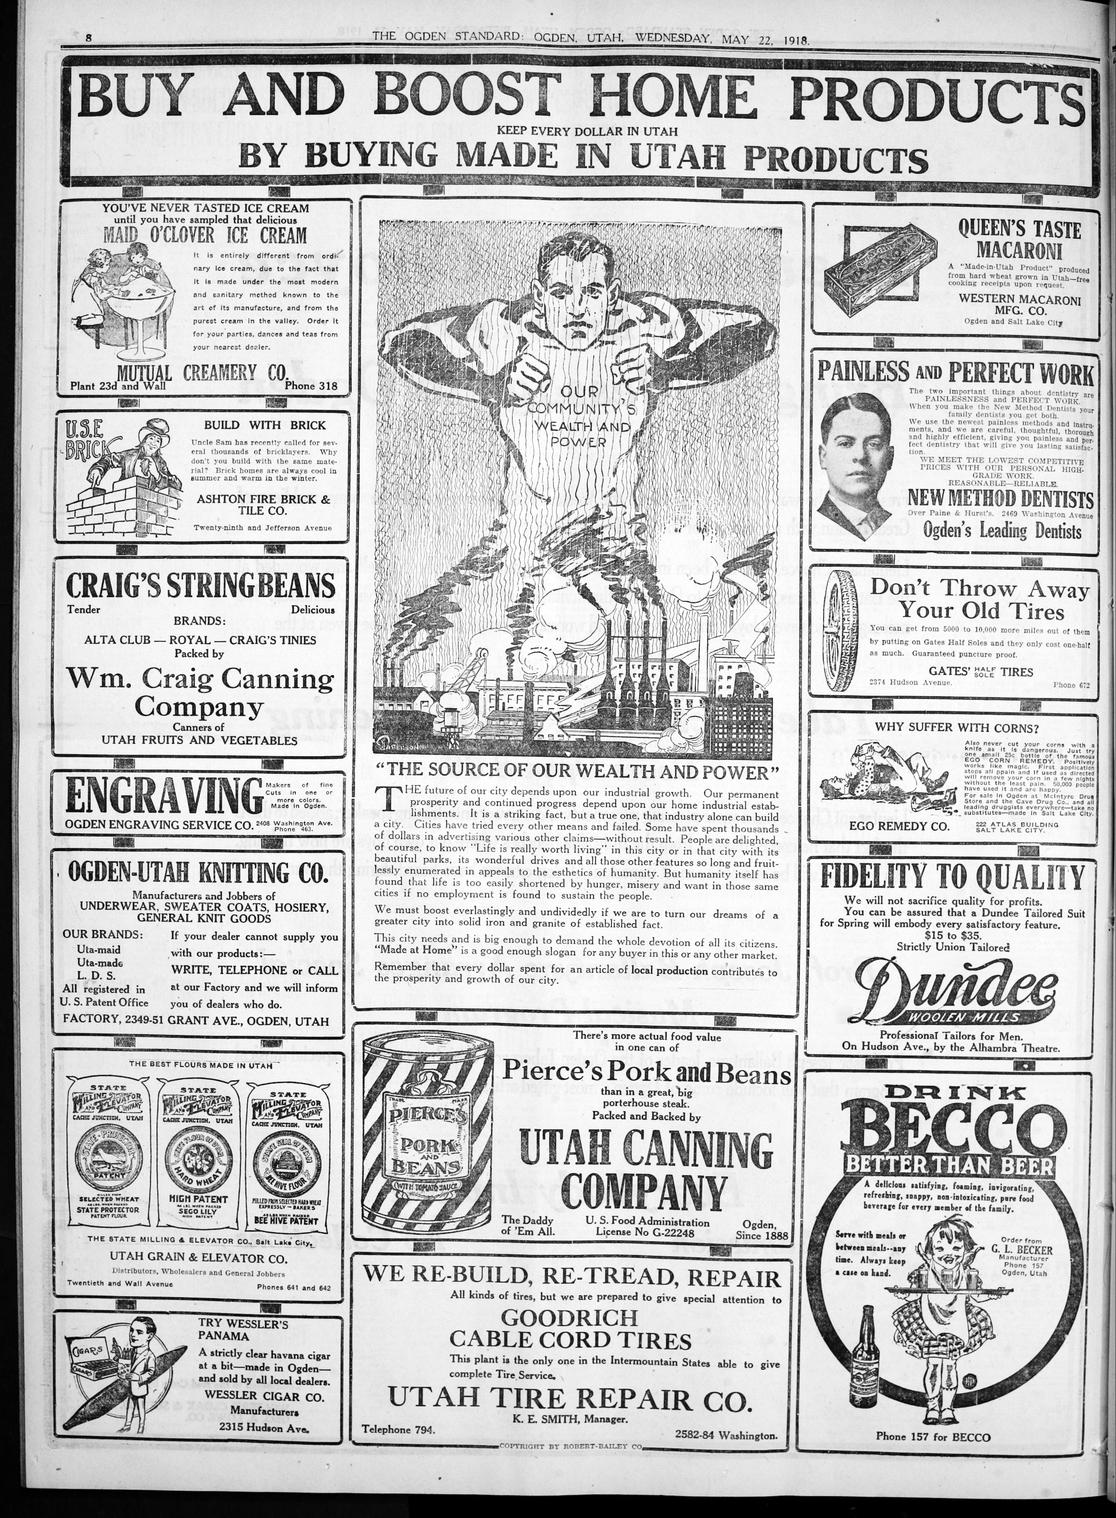 8
THE OGDEN STANDARD: OGDEN, UTAH, WEDNESDAY, MAY 22, 1918.
BUY AND BOOST HOME PRODUCTS
KEEP EVERY DOLLAR IN UTAH
BY BUYING MADE IN UTAH PRODUCTS
YOU'VE NEVER TASTED ICE CREAM
until you have sampled that delicious
MAID O'CLOVER ICE CREAM
It is entirely different from ordi-
nary ice cream, due to the fact that
it is made under the most modern
and sanitary method known to the
art of its manufacture, and from the
purest cream in the valley. Order it
for your parties, dances and teas from
your nearest dealer.
MUTUAL CREAMERY CO.
Plant 23d and Wall
Phone 318
U.S.E. BRICK
BUILD WITH BRICK
Uncle Sam has recently called for sev-
eral thousands of bricklayers. Why
don't you build with the same mate-
rial? Brick homes are always cool in
summer and warm in the winter.
ASHTON FIRE BRICK &
TILE CO.
Twenty-ninth and Jefferson Avenue
CRAIG'S STRING BEANS
Tender
Delicious
BRANDS:
ALTA CLUB — ROYAL — CRAIG'S TINIES
Packed by
Wm. Craig Canning
Company
Canners of
UTAH FRUITS AND VEGETABLES
ENGRAVING
Makers of fine
Cuts in one or
more colors.
Made in Ogden.
OGDEN ENGRAVING SERVICE CO.
2408 Washington Ave.
Phone 463.
OGDEN-UTAH KNITTING CO.
Manufacturers and Jobbers of
UNDERWEAR, SWEATER COATS, HOSIERY,
GENERAL KNIT GOODS
OUR BRANDS:
Uta-maid
Uta-made
L. D. S.
All registered in
U. S. Patent Office
If your dealer cannot supply you
with our products:—
WRITE, TELEPHONE or CALL
at our Factory and we will inform
you of dealers who do.
FACTORY, 2349-51 GRANT AVE., OGDEN, UTAH
THE BEST FLOURS MADE IN UTAH
STATE
MILLING AND ELEVATOR
COMPANY
CACHE JUNCTION, UTAH
PATENT
SELECTED WHEAT
STATE PROTECTOR
PATENT FLOUR
STATE
MILLING AND ELEVATOR
COMPANY
CACHE JUNCTION, UTAH
HARD WHEAT
HIGH PATENT
SEGO LILY
STATE
MILLING AND ELEVATOR
COMPANY
CACHE JUNCTION, UTAH
BEE HIVE FLOUR
MILLED FROM SELECTED HARD WHEAT
EXPRESSLY - BAKERS
BEE HIVE PATENT
THE STATE MILLING & ELEVATOR CO., Salt Lake City.
UTAH GRAIN & ELEVATOR CO.
Distributors, Wholesalers and General Jobbers
Twentieth and Wall Avenue
Phones 641 and 642
CIGARS
TRY WESSLER'S
PANAMA
A strictly clear havana cigar
at a bit—made in Ogden—
and sold by all local dealers.
WESSLER CIGAR CO.
Manufacturers
2315 Hudson Ave.
OUR
COMMUNITY'S
WEALTH AND
POWER
"THE SOURCE OF OUR WEALTH AND POWER"
THE future of our city depends upon our industrial growth. Our permanent
prosperity and continued progress depend upon our home industrial estab-
lishments. It is a striking fact, but a true one, that industry alone can build
a city. Cities have tried every other means and failed. Some have spent thousands
of dollars in advertising various other claims—without result. People are delighted,
of course, to know "Life is really worth living" in this city or in that city with its
beautiful parks, its wonderful drives and all those other features so long and fruit-
lessly enumerated in appeals to the esthetics of humanity. But humanity itself has
found that life is too easily shortened by hunger, misery and want in those same
cities if no employment is found to sustain the people.
We must boost everlastingly and undividedly if we are to turn our dreams of a
greater city into solid iron and granite of established fact.
This city needs and is big enough to demand the whole devotion of all its citizens.
"Made at Home" is a good enough slogan for any buyer in this or any other market.
Remember that every dollar spent for an article of local production contributes to
the prosperity and growth of our city.
PIERCE'S
PORK
AND
BEANS
WITH TOMATO SAUCE
There's more actual food value
in one can of
Pierce's Pork and Beans
than in a great, big
porterhouse steak.
Packed and Backed by
UTAH CANNING
COMPANY
The Daddy
of 'Em All.
U. S. Food Administration
License No G-22248
Ogden,
Since 1888
WE RE-BUILD, RE-TREAD, REPAIR
All kinds of tires, but we are prepared to give special attention to
GOODRICH
CABLE CORD TIRES
This plant is the only one in the Intermountain States able to give
complete Tire Service.
UTAH TIRE REPAIR CO.
K. E. SMITH, Manager.
Telephone 794.
2582-84 Washington.
COPYRIGHT BY ROBERT-BAILEY CO.
QUEEN'S TASTE
MACARONI
A "Made-in-Utah Product" produced
from hard wheat grown in Utah—free
cooking receipts upon request.
WESTERN MACARONI
MFG. CO.
Ogden and Salt Lake City
PAINLESS AND PERFECT WORK
The two important things about dentistry are
PAINLESSNESS and PERFECT WORK.
When you make the New Method Dentists your
family dentists you get both.
We use the newest painless methods and instru-
ments, and we are careful, thoughtful, thorough
and highly efficient, giving you painless and per-
fect dentistry that will give you lasting satisfac-
tion.
WE MEET THE LOWEST COMPETITIVE
PRICES WITH OUR PERSONAL HIGH-
GRADE WORK.
REASONABLE—RELIABLE.
NEW METHOD DENTISTS
Over Paine & Hurst's. 2469 Washington Avenue
Ogden's Leading Dentists
Don't Throw Away
Your Old Tires
You can get from 5000 to 10,000 more miles out of them
by putting on Gates Half Soles and they only cost one-half
as much. Guaranteed puncture proof.
GATES' HALF SOLE TIRES
2374 Hudson Avenue.
Phone 672
WHY SUFFER WITH CORNS?
Also never cut your corns with a
knife as it is dangerous. Just try
one small 25c bottle of the famous
EGO CORN REMEDY. Positively
works like magic. First application
stops all ppain and if used as directed
will remove your corn in a few nights
without the least pain. 50,000 people
have used it and are happy.
For sale in Ogden at McIntyre Drug
Store and the Cave Drug Co., and all
leading druggists everywhere—take no
substitutes—made in Salt Lake City.
EGO REMEDY CO.
222 ATLAS BUILDING
SALT LAKE CITY.
FIDELITY TO QUALITY
We will not sacrifice quality for profits.
You can be assured that a Dundee Tailored Suit
for Spring will embody every satisfactory feature.
$15 to $35.
Strictly Union Tailored
Dundee
WOOLEN MILLS
Professional Tailors for Men.
On Hudson Ave., by the Alhambra Theatre.
DRINK
BECCO
BETTER THAN BEER
A delicious satisfying, foaming, invigorating,
refreshing, snappy, non-intoxicating, pure food
beverage for every member of the family.
Serve with meals or
between meals--any
time. Always keep
a case on hand.
Order from
G. L. BECKER
Manufacturer
Phone 157
Ogden, Utah
Phone 157 for BECCO